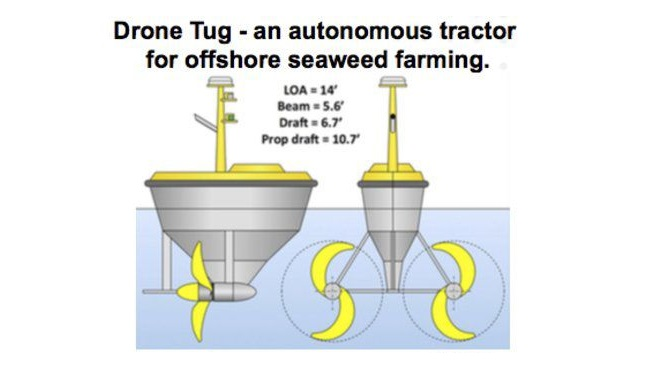 Drone Tug - an autonomous tractor
for offshore seaweed farming.
LOA = 14'
Beam = 5.6'
Draft = 6.7'
Prop draft = 10.7'